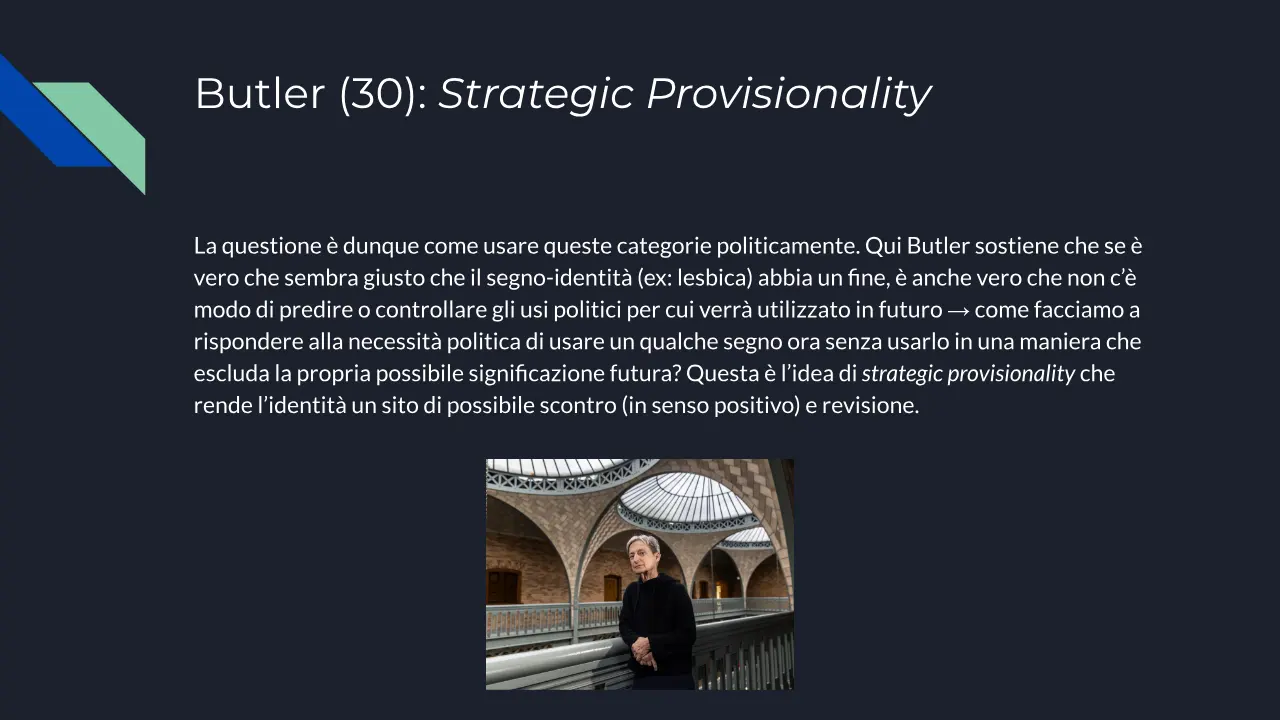 Butler (30): Strategic Provisionality
La questione è dunque come usare queste categorie politicamente. Qui Butler sostiene che se è
vero che sembra giusto che il segno-identità (ex: lesbica) abbia un fine, è anche vero che non c’è
modo di predire o controllare gli usi politici per cui verrà utilizzato in futuro → come facciamo a
rispondere alla necessità politica di usare un qualche segno ora senza usarlo in una maniera che
escluda la propria possibile significazione futura? Questa è l’idea di strategic provisionality che
rende l’identità un sito di possibile scontro (in senso positivo) e revisione.